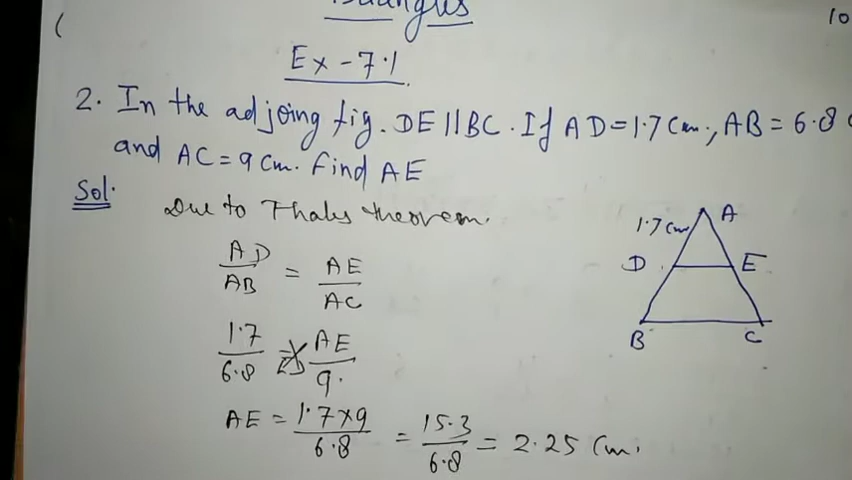 Triangles
10
Ex - 7.1
2. In the adjoing fig. DE || BC. If AD = 1.7 Cm, AB = 6.8
and AC = 9 Cm. find AE
Sol.
Due to Thales theorem.
AD/AB = AE/AC
1.7/6.8 = AE/9.
AE = 1.7×9/6.8 = 15.3/6.8 = 2.25 Cm.
A
1.7 cm
D E
B C